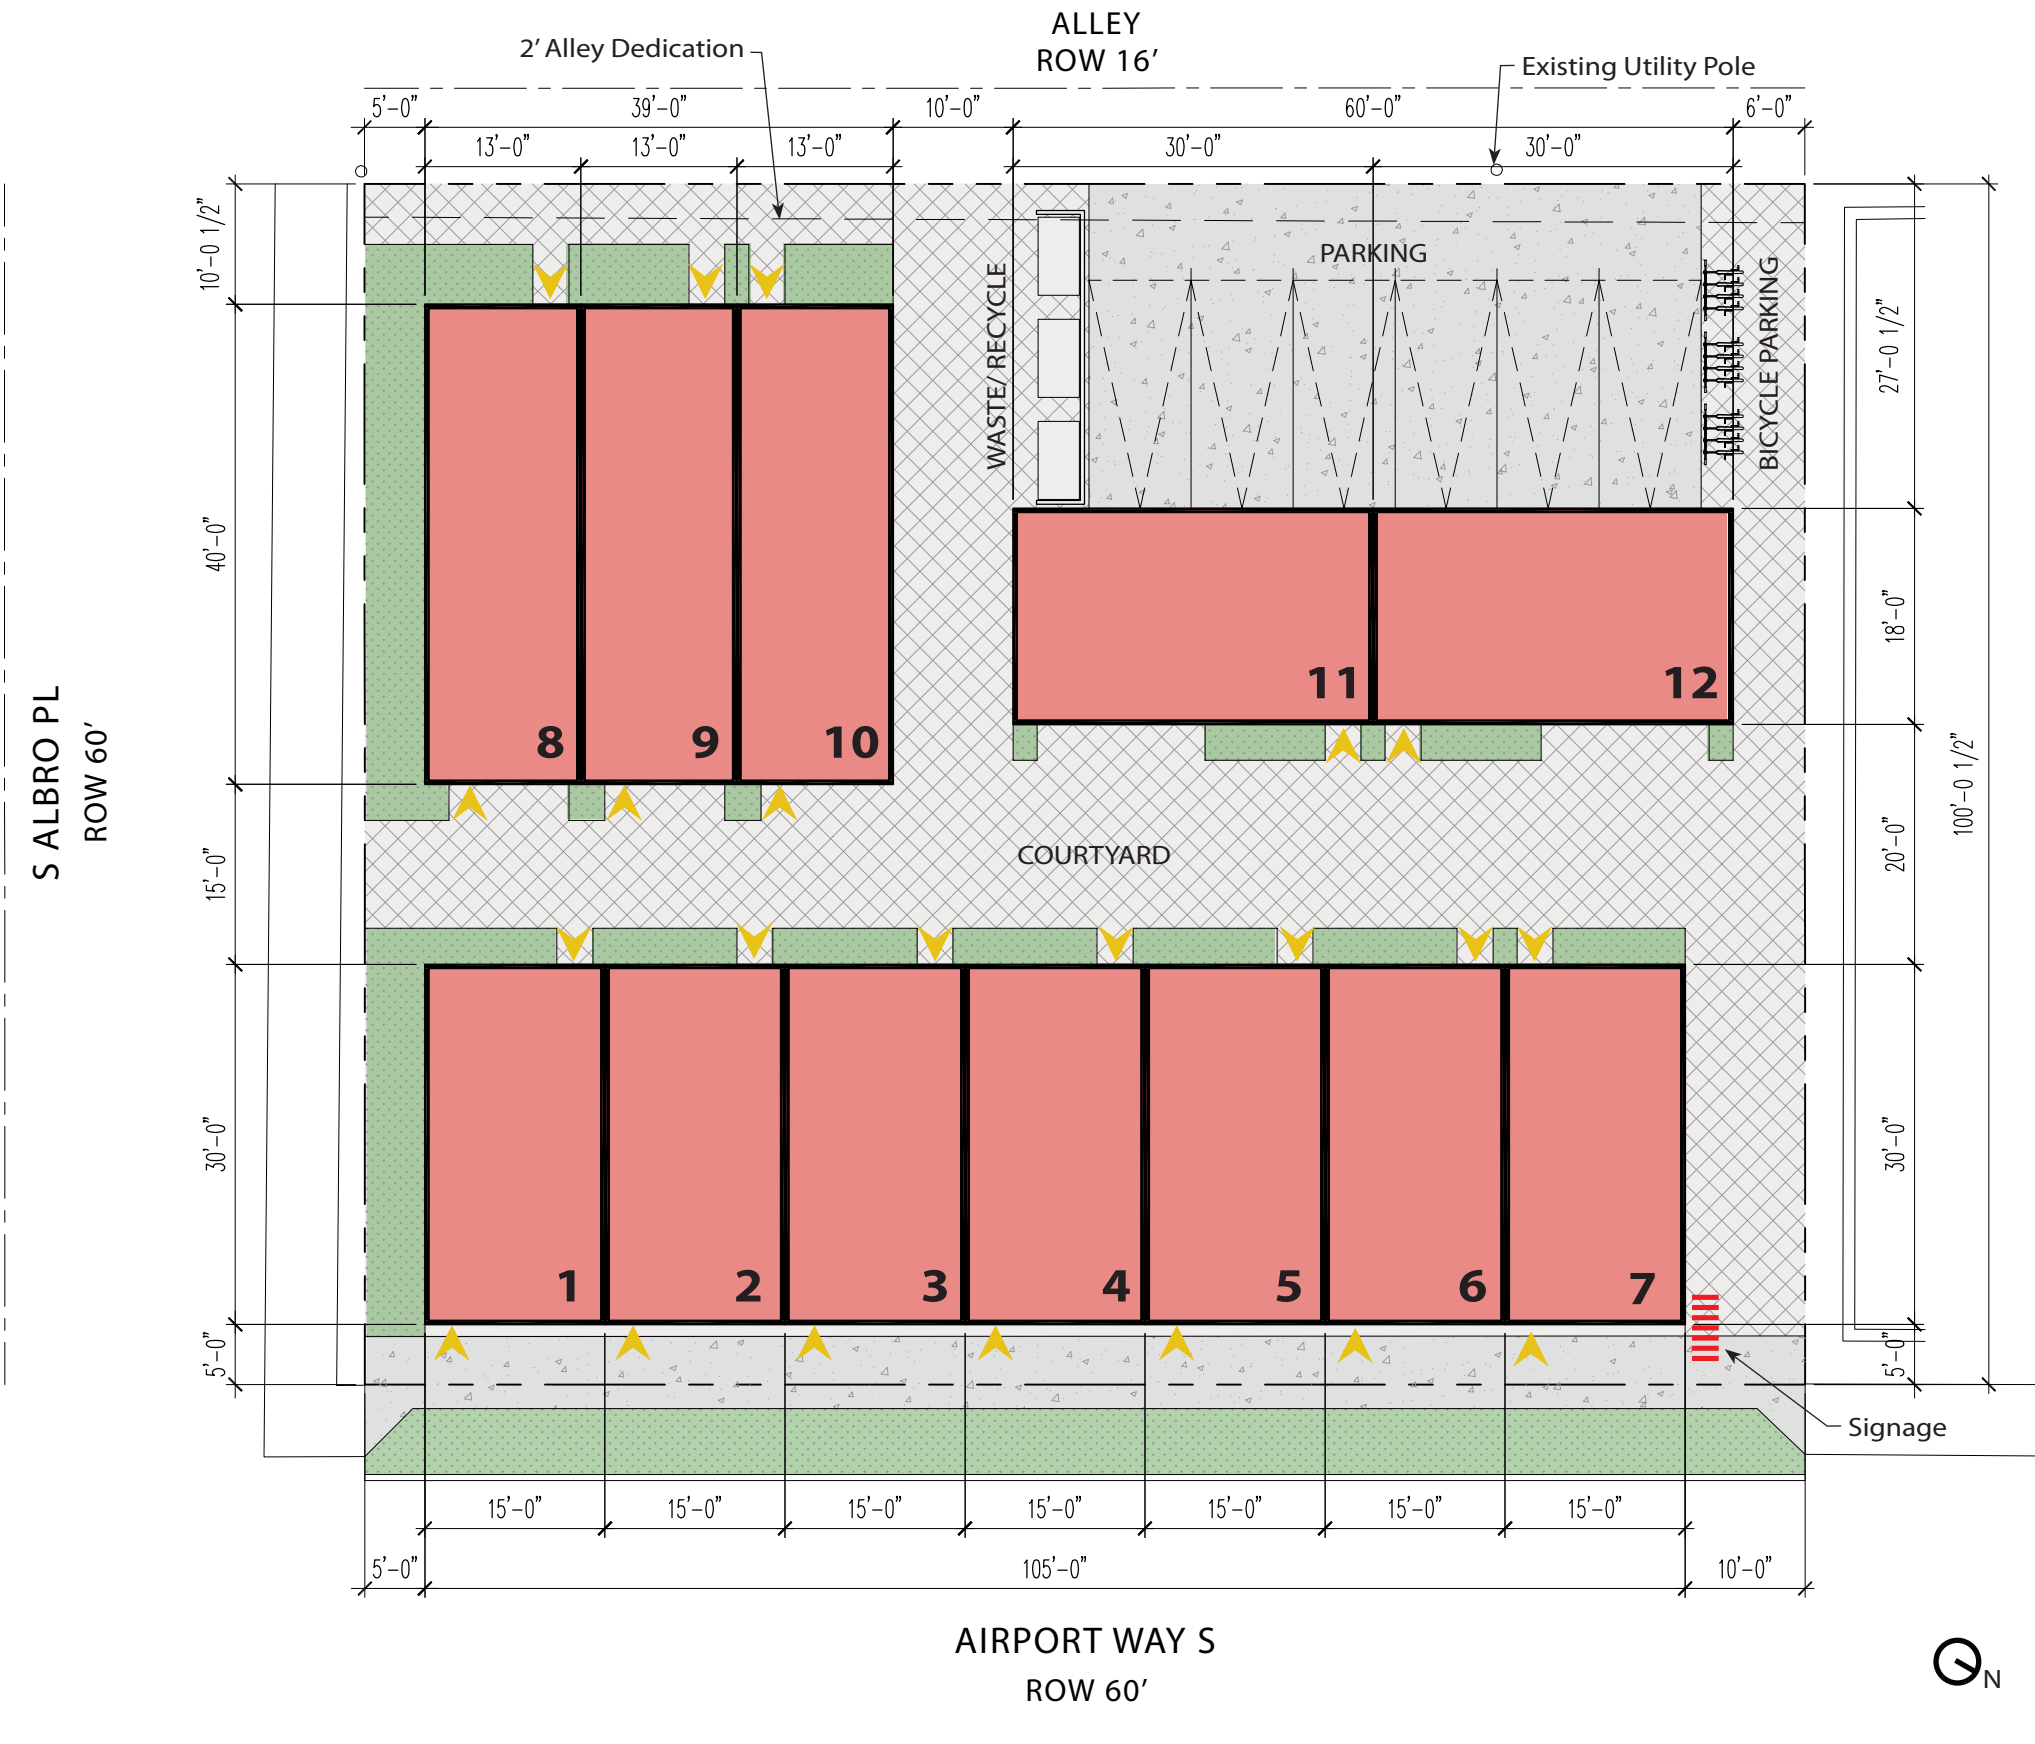 ALLEY
ROW 16’
2’ Alley Dedication
Existing Utility Pole
5’-0” 39’-0” 10’-0” 60’-0” 6’-0”
13’-0” 13’-0” 13’-0” 30’-0” 30’-0”
10’-0 1/2”
40’-0”
15’-0”
30’-0”
5’-0”
S ALBRO PL
ROW 60’
WASTE/ RECYCLE
PARKING
BICYCLE PARKING
27’-0 1/2”
18’-0”
20’-0”
30’-0”
5’-0”
100’-0 1/2”
11 12
8 9 10
COURTYARD
1 2 3 4 5 6 7
Signage
15’-0” 15’-0” 15’-0” 15’-0” 15’-0” 15’-0” 15’-0”
5’-0” 105’-0” 10’-0”
AIRPORT WAY S
ROW 60’
N